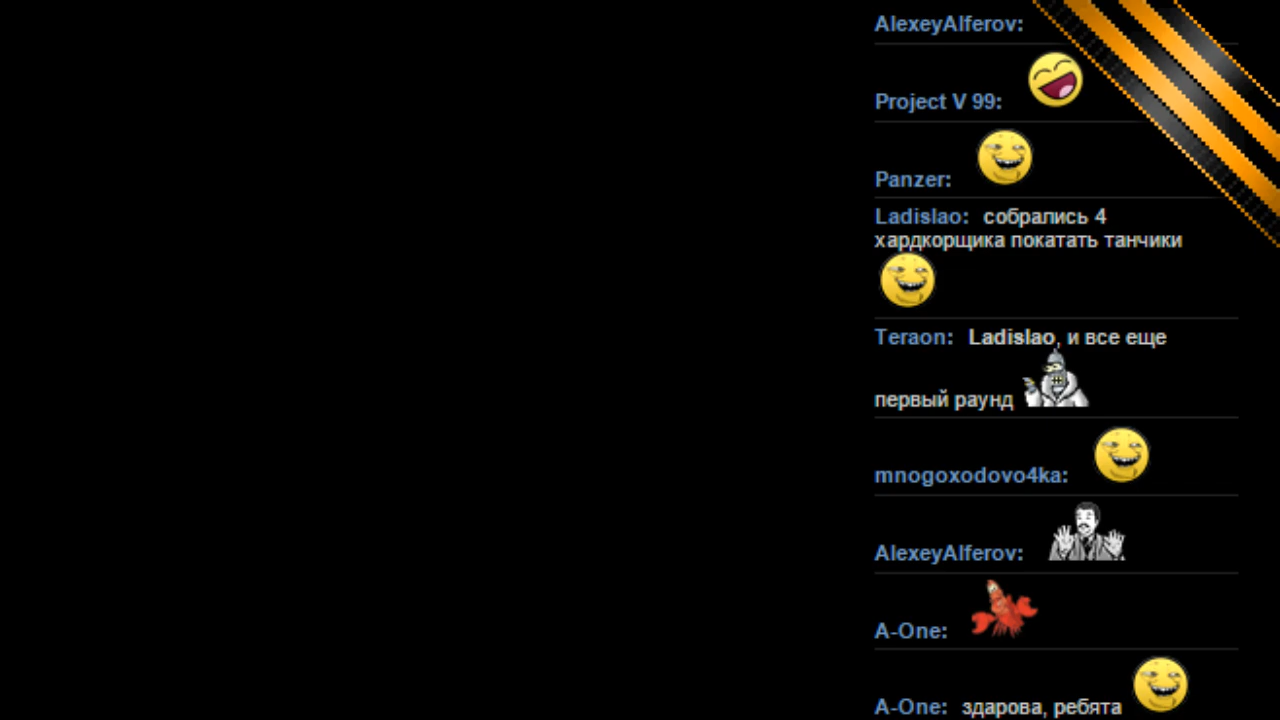 AlexeyAlferov:
Project V 99:
Panzer:
Ladislao: собрались 4
хардкорщика покатать танчики
Teraon: Ladislao, и все еще
первый раунд
mnogoxodovo4ka:
AlexeyAlferov:
A-One:
A-One: здарова, ребята